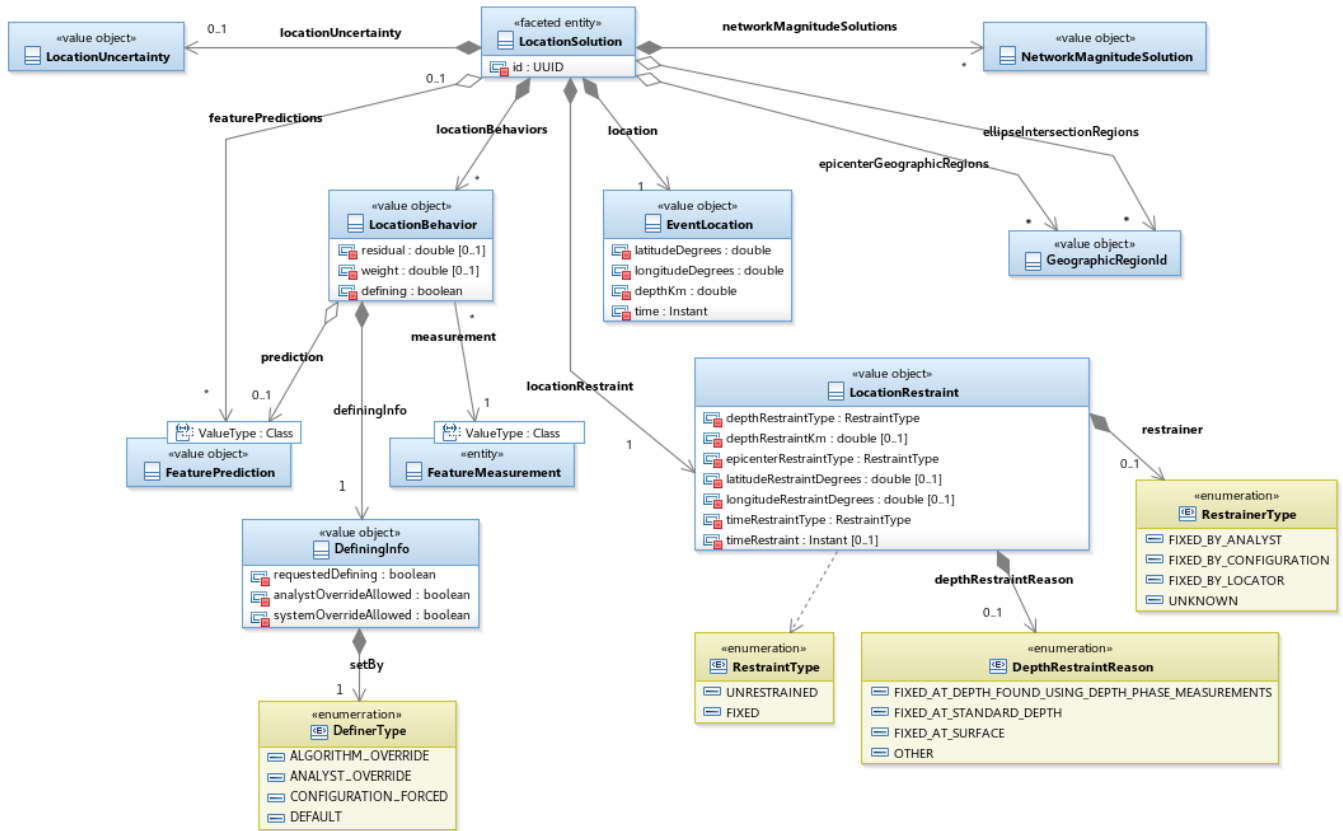 «value object»
LocationUncertainty
0..1
locationUncertainty
«faceted entity»
LocationSolution
id : UUID
networkMagnitudeSolutions
*
«value object»
NetworkMagnitudeSolution
0..1
featurePredictions
*
locationBehaviors
*
location
1
ellipseIntersectionRegions
*
epicenterGeographicRegions
*
«value object»
GeographicRegionId
«value object»
LocationBehavior
residual : double [0..1]
weight : double [0..1]
defining : boolean
«value object»
EventLocation
latitudeDegrees : double
longitudeDegrees : double
depthKm : double
time : Instant
prediction
0..1
definingInfo
1
*
measurement
1
locationRestraint
1
ValueType : Class
«value object»
FeaturePrediction
ValueType : Class
«entity»
FeatureMeasurement
«value object»
LocationRestraint
depthRestraintType : RestraintType
depthRestraintKm : double [0..1]
epicenterRestraintType : RestraintType
latitudeRestraintDegrees : double [0..1]
longitudeRestraintDegrees : double [0..1]
timeRestraintType : RestraintType
timeRestraint : Instant [0..1]
restrainer
0..1
«enumeration»
RestrainerType
FIXED_BY_ANALYST
FIXED_BY_CONFIGURATION
FIXED_BY_LOCATOR
UNKNOWN
«value object»
DefiningInfo
requestedDefining : boolean
analystOverrideAllowed : boolean
systemOverrideAllowed : boolean
setBy
1
«enumerration»
DefinerType
ALGORITHM_OVERRIDE
ANALYST_OVERRIDE
CONFIGURATION_FORCED
DEFAULT
depthRestraintReason
0..1
«enumeration»
RestraintType
UNRESTRAINED
FIXED
«enumeration»
DepthRestraintReason
FIXED_AT_DEPTH_FOUND_USING_DEPTH_PHASE_MEASUREMENTS
FIXED_AT_STANDARD_DEPTH
FIXED_AT_SURFACE
OTHER